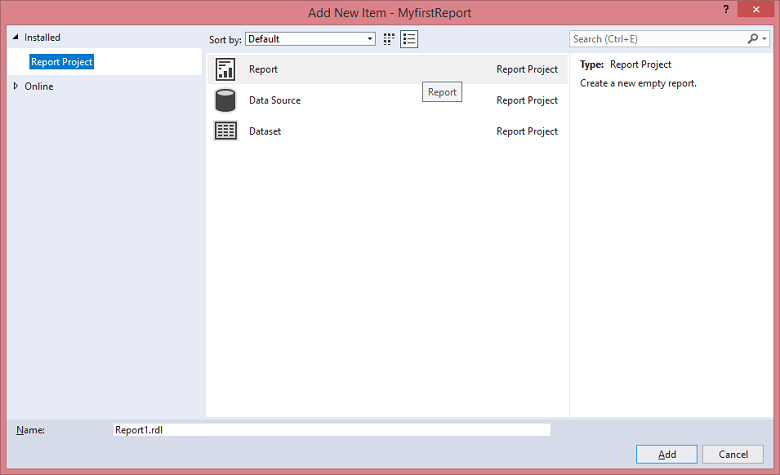 Add New Item - MyfirstReport
Installed
Report Project
Online
Sort by: Default
Search (Ctrl+E)
Report Report Project
Report
Data Source Report Project
Dataset Report Project
Type: Report Project
Create a new empty report.
Name: Report1.rdl
Add Cancel